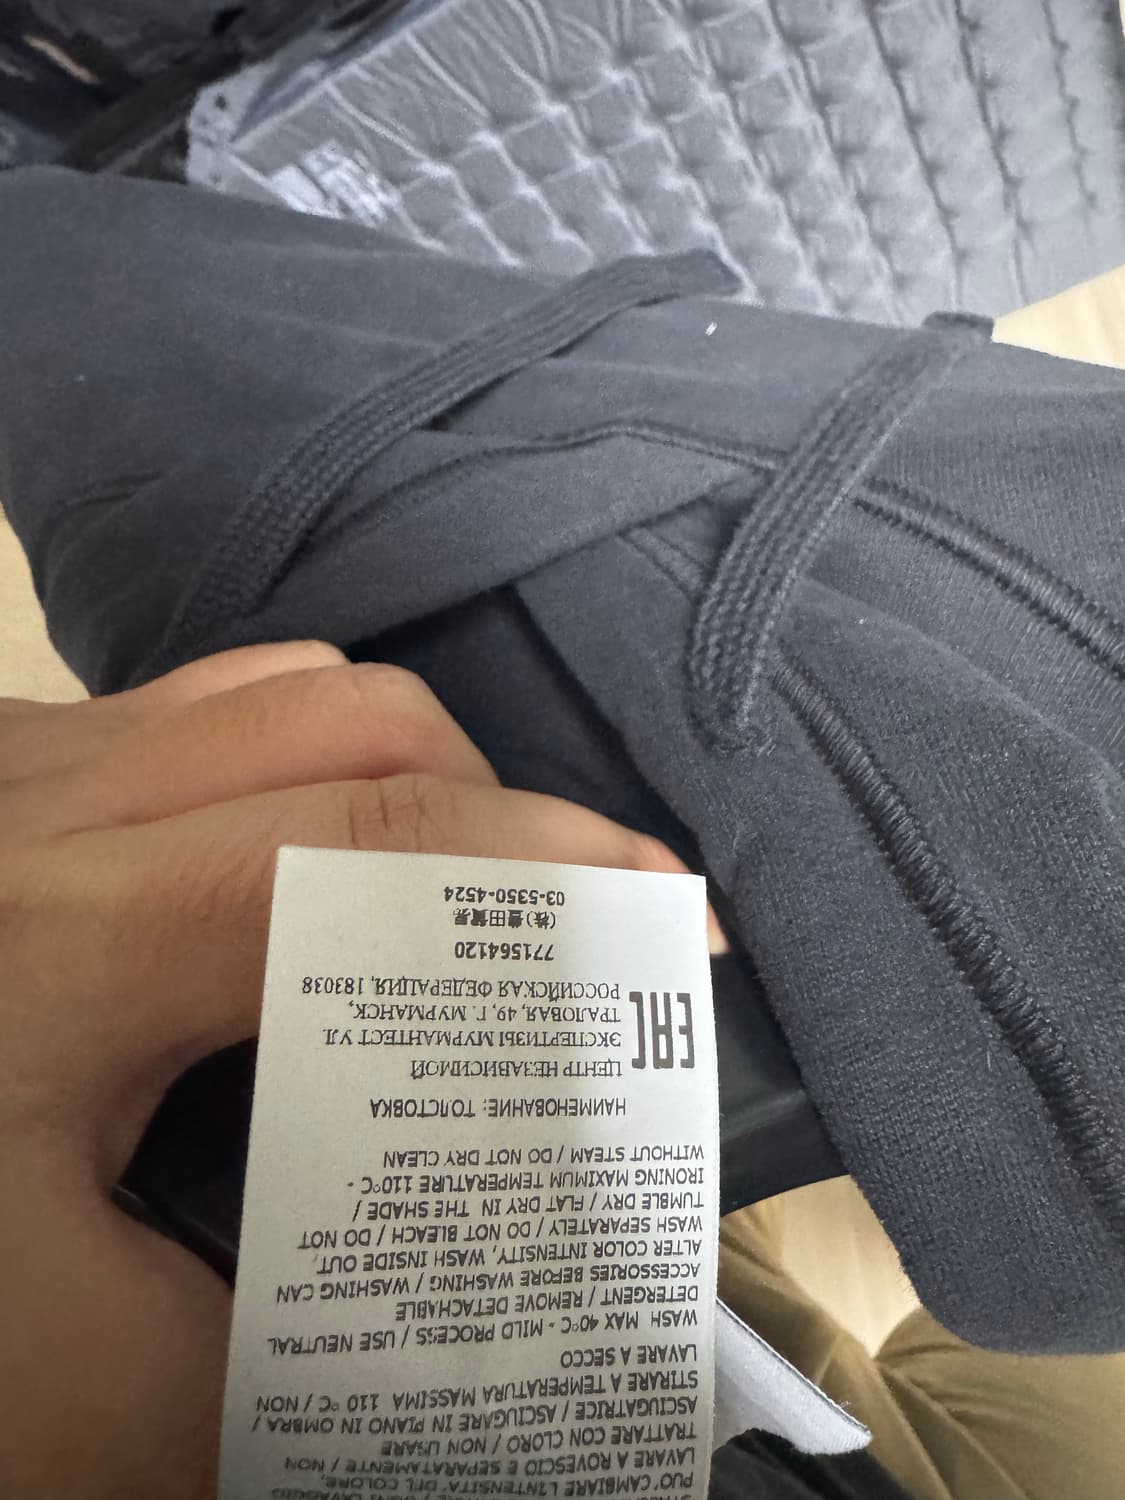 PUO' CAMBIARE L'INTENSITA' DEL COLORE,
LAVARE A ROVESCIO E SEPARATAMENTE / NON
TRATTARE CON CLORO / NON USARE
ASCIUGATRICE / ASCIUGARE IN PIANO IN OMBRA /
STIRARE A TEMPERATURA MASSIMA 110 °C / NON
LAVARE A SECCO
WASH MAX 40°C - MILD PROCESS / USE NEUTRAL
DETERGENT / REMOVE DETACHABLE
ACCESSORIES BEFORE WASHING / WASHING CAN
ALTER COLOR INTENSITY, WASH INSIDE OUT,
WASH SEPARATELY / DO NOT BLEACH / DO NOT
TUMBLE DRY / FLAT DRY IN THE SHADE /
IRONING MAXIMUM TEMPERATURE 110°C -
WITHOUT STEAM / DO NOT DRY CLEAN
НАИМЕНОВАНИЕ: ТОЛСТОВКА
EAC
ЦЕНТР НЕЗАВИСИМОЙ
ЭКСПЕРТИЗЫ МУРМАНТЕСТ УЛ.
ТРАЛОВАЯ, 49, Г. МУРМАНСК,
РОССИЙСКАЯ ФЕДЕРАЦИЯ, 183038
771564120
(株)豊田貿易
03-5350-4524